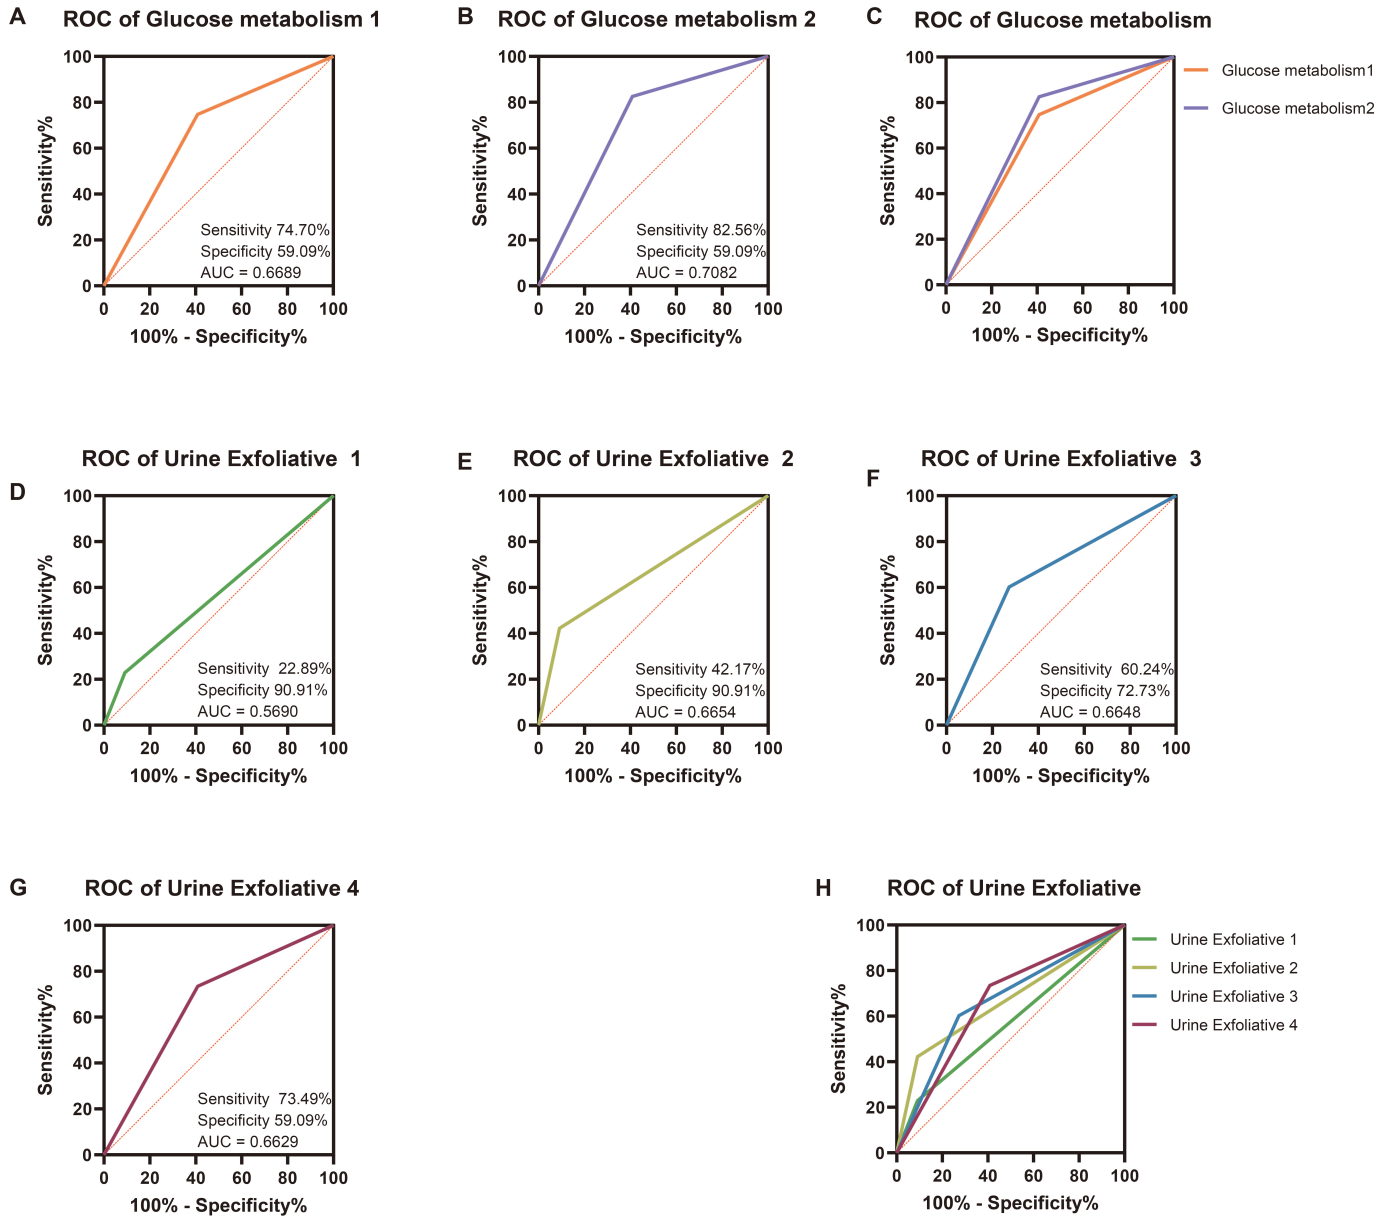 A
ROC of Glucose metabolism 1
Sensitivity%
100
80
60
40
20
0
Sensitivity 74.70%
Specificity 59.09%
AUC = 0.6689
0 20 40 60 80 100
100% - Specificity%
B
ROC of Glucose metabolism 2
Sensitivity%
100
80
60
40
20
0
Sensitivity 82.56%
Specificity 59.09%
AUC = 0.7082
0 20 40 60 80 100
100% - Specificity%
C
ROC of Glucose metabolism
Sensitivity%
100
80
60
40
20
0
0 20 40 60 80 100
100% - Specificity%
Glucose metabolism1
Glucose metabolism2
D
ROC of Urine Exfoliative 1
Sensitivity%
100
80
60
40
20
0
Sensitivity 22.89%
Specificity 90.91%
AUC = 0.5690
0 20 40 60 80 100
100% - Specificity%
E
ROC of Urine Exfoliative 2
Sensitivity%
100
80
60
40
20
0
Sensitivity 42.17%
Specificity 90.91%
AUC = 0.6654
0 20 40 60 80 100
100% - Specificity%
F
ROC of Urine Exfoliative 3
Sensitivity%
100
80
60
40
20
0
Sensitivity 60.24%
Specificity 72.73%
AUC = 0.6648
0 20 40 60 80 100
100% - Specificity%
G
ROC of Urine Exfoliative 4
Sensitivity%
100
80
60
40
20
0
Sensitivity 73.49%
Specificity 59.09%
AUC = 0.6629
0 20 40 60 80 100
100% - Specificity%
H
ROC of Urine Exfoliative
Sensitivity%
100
80
60
40
20
0
0 20 40 60 80 100
100% - Specificity%
Urine Exfoliative 1
Urine Exfoliative 2
Urine Exfoliative 3
Urine Exfoliative 4